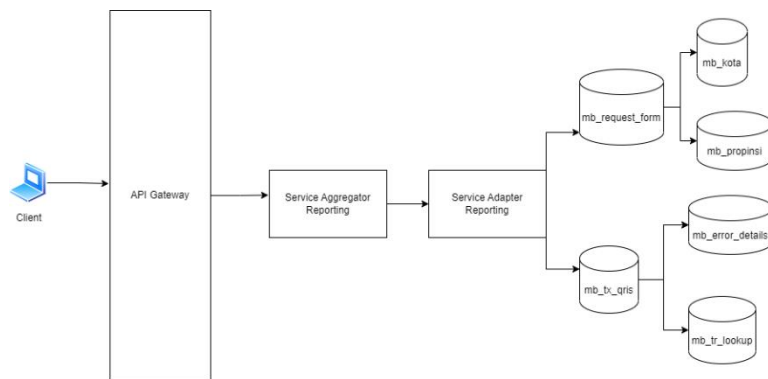 mb_kota
mb_request_form
mb_propinsi
API Gateway
Service Aggregator
Reporting
Service Adapter
Reporting
Client
mb_error_details
mb_tx_qris
mb_tr_lookup